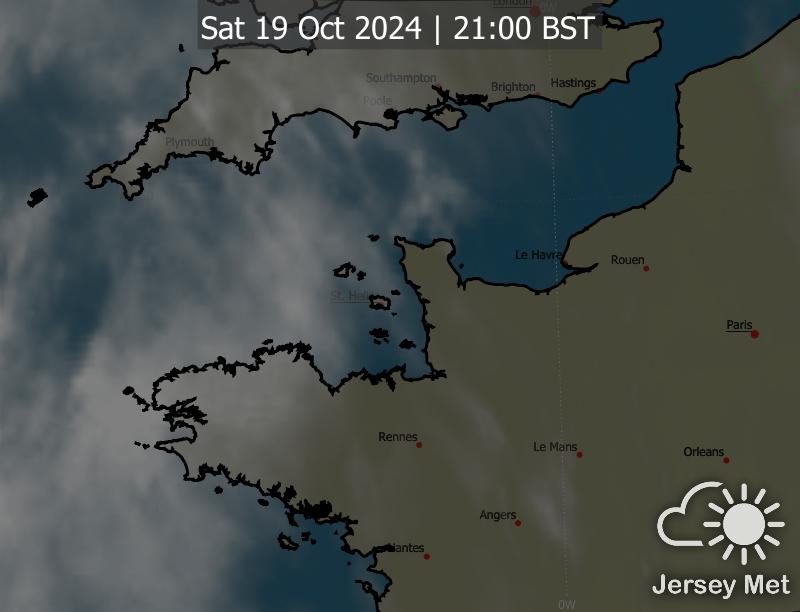 London
0W
Sat 19 Oct 2024 | 21:00 BST
Southampton
Brighton
Hastings
Poole
Plymouth
Le Havre
Rouen
St. Helier
Paris
Rennes
Le Mans
Orleans
Angers
Nantes
Jersey Met
0W